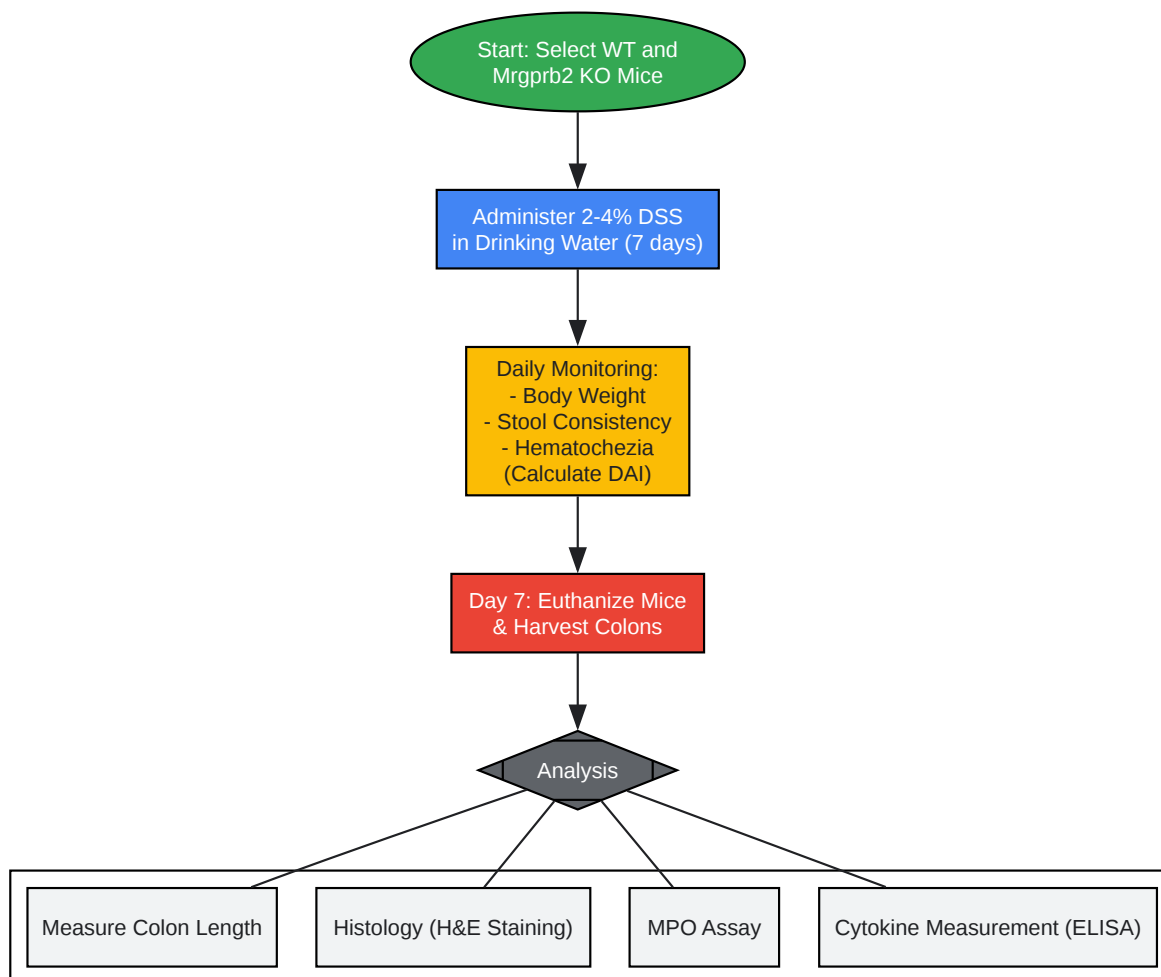 Start: Select WT and
Mrgprb2 KO Mice
Administer 2-4% DSS
in Drinking Water (7 days)
Daily Monitoring:
- Body Weight
- Stool Consistency
- Hematochezia
(Calculate DAI)
Day 7: Euthanize Mice
& Harvest Colons
Analysis
Measure Colon Length
Histology (H&E Staining)
MPO Assay
Cytokine Measurement (ELISA)